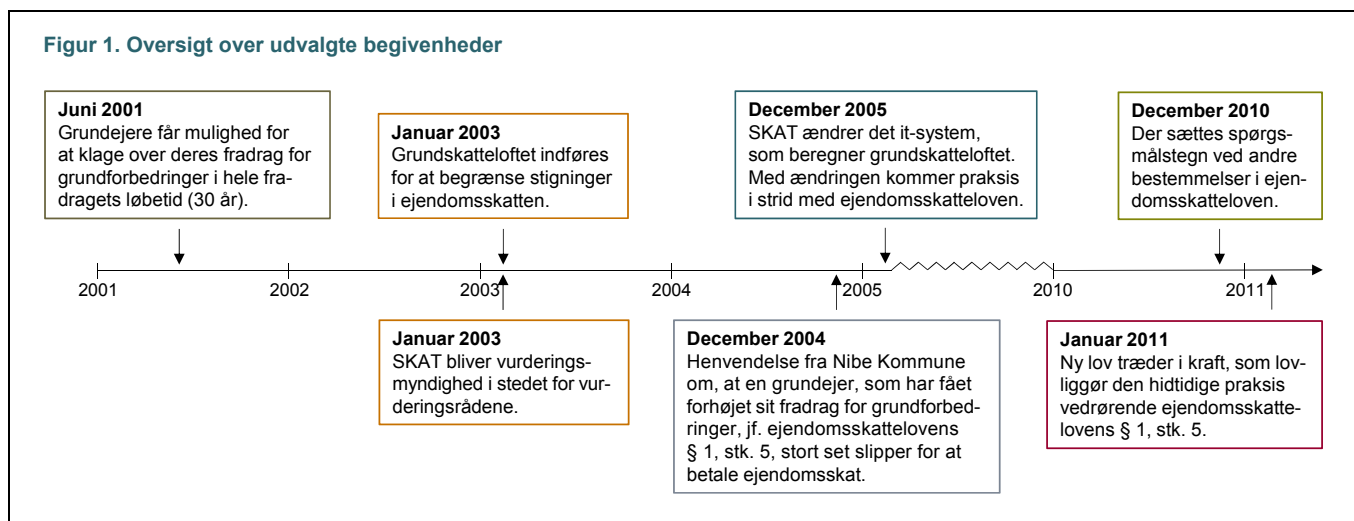 Figur 1. Oversigt over udvalgte begivenheder
Juni 2001
Grundejere får mulighed for
at klage over deres fradrag for
grundforbedringer i hele fra-
dragets løbetid (30 år).
Januar 2003
Grundskatteloftet indføres
for at begrænse stigninger
i ejendomsskatten.
December 2005
SKAT ændrer det it-system,
som beregner grundskatteloftet.
Med ændringen kommer praksis
i strid med ejendomsskatteloven.
December 2010
Der sættes spørgs-
målstegn ved andre
bestemmelser i ejen-
domsskatteloven.
2001 2002 2003 2004 2005 2010 2011
Januar 2003
SKAT bliver vurderings-
myndighed i stedet for vur-
deringsrådene.
December 2004
Henvendelse fra Nibe Kommune
om, at en grundejer, som har fået
forhøjet sit fradrag for grundforbed-
ringer, jf. ejendomsskattelovens
§ 1, stk. 5, stort set slipper for at
betale ejendomsskat.
Januar 2011
Ny lov træder i kraft, som lov-
liggør den hidtidige praksis
vedrørende ejendomsskatte-
lovens § 1, stk. 5.